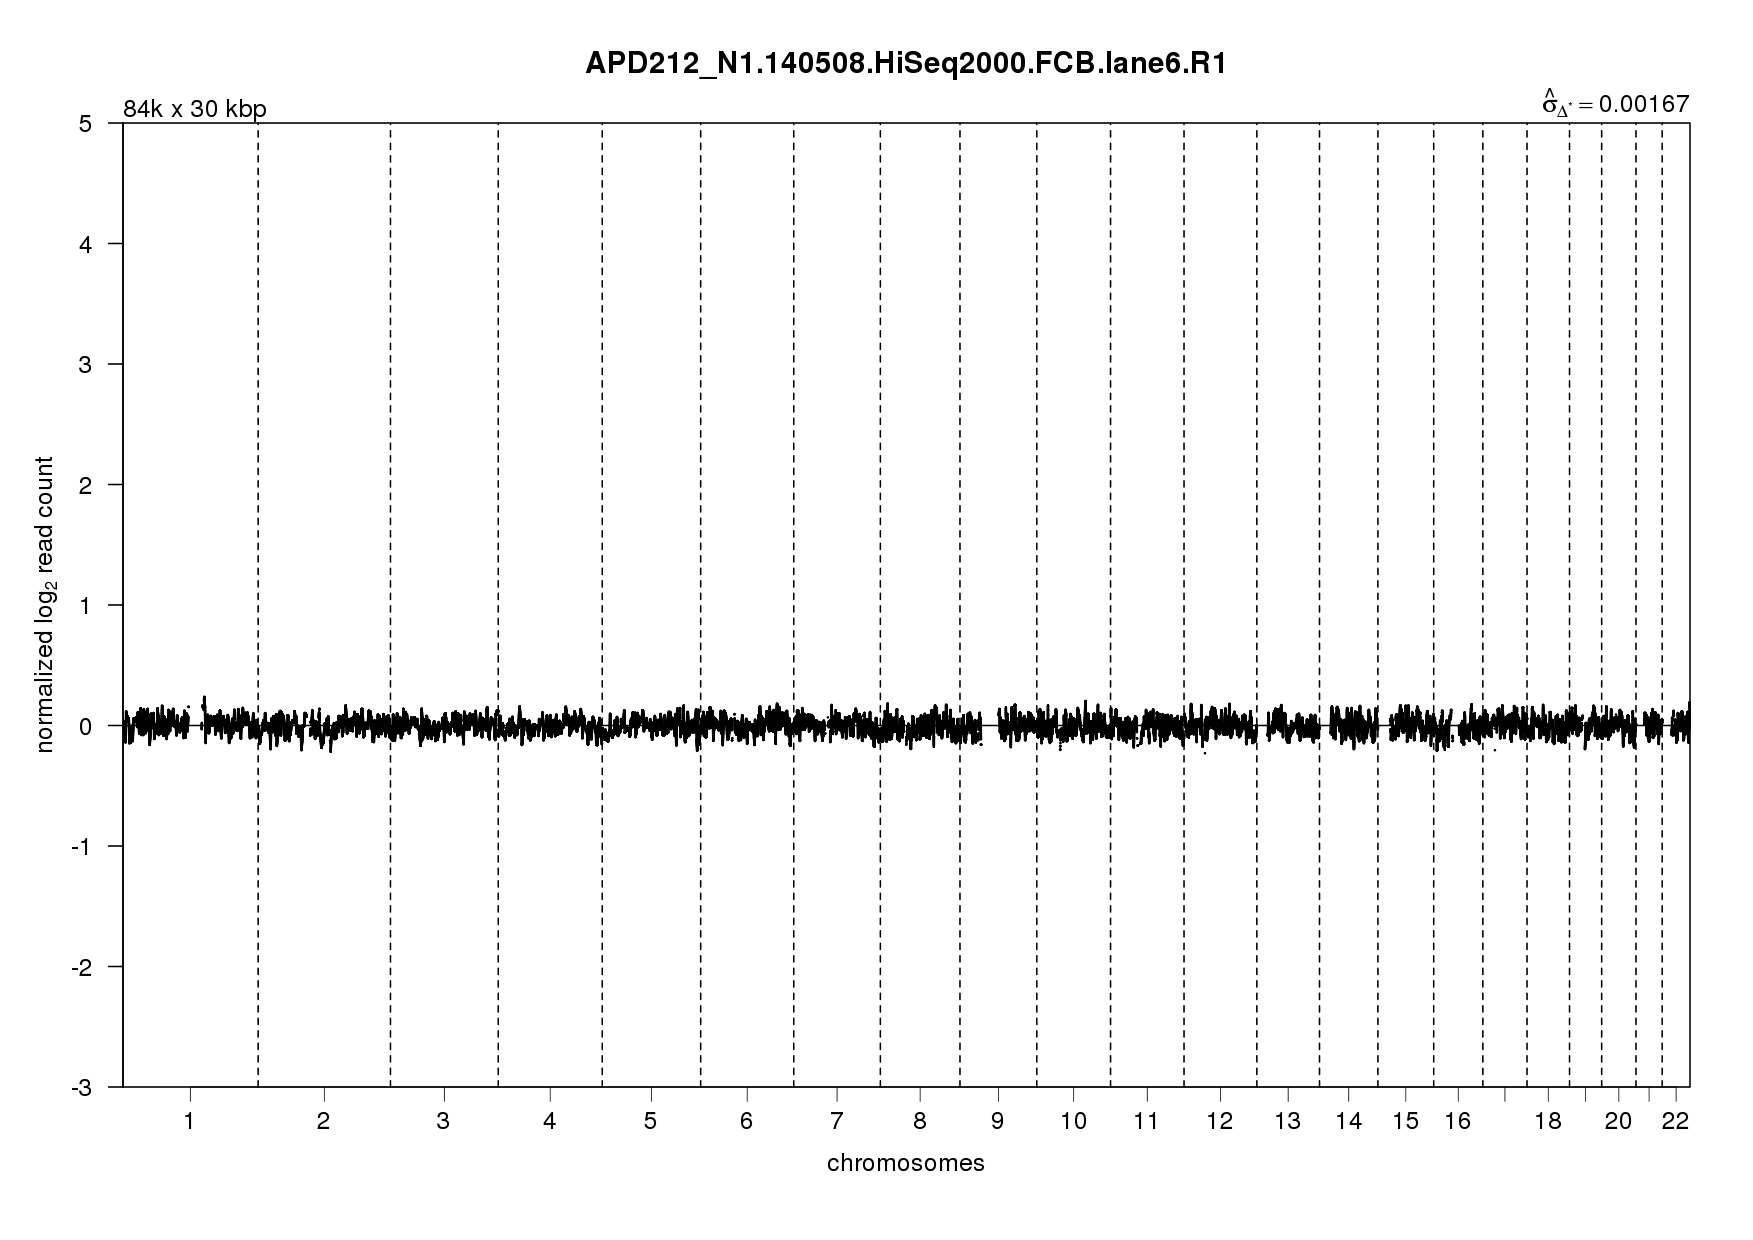 APD212_N1.140508.HiSeq2000.FCB.lane6.R1
84k x 30 kbp
σ̂Δ* = 0.00167
5
4
3
2
1
0
-1
-2
-3
normalized log₂ read count
1 2 3 4 5 6 7 8 9 10 11 12 13 14 15 16 18 20 22
chromosomes